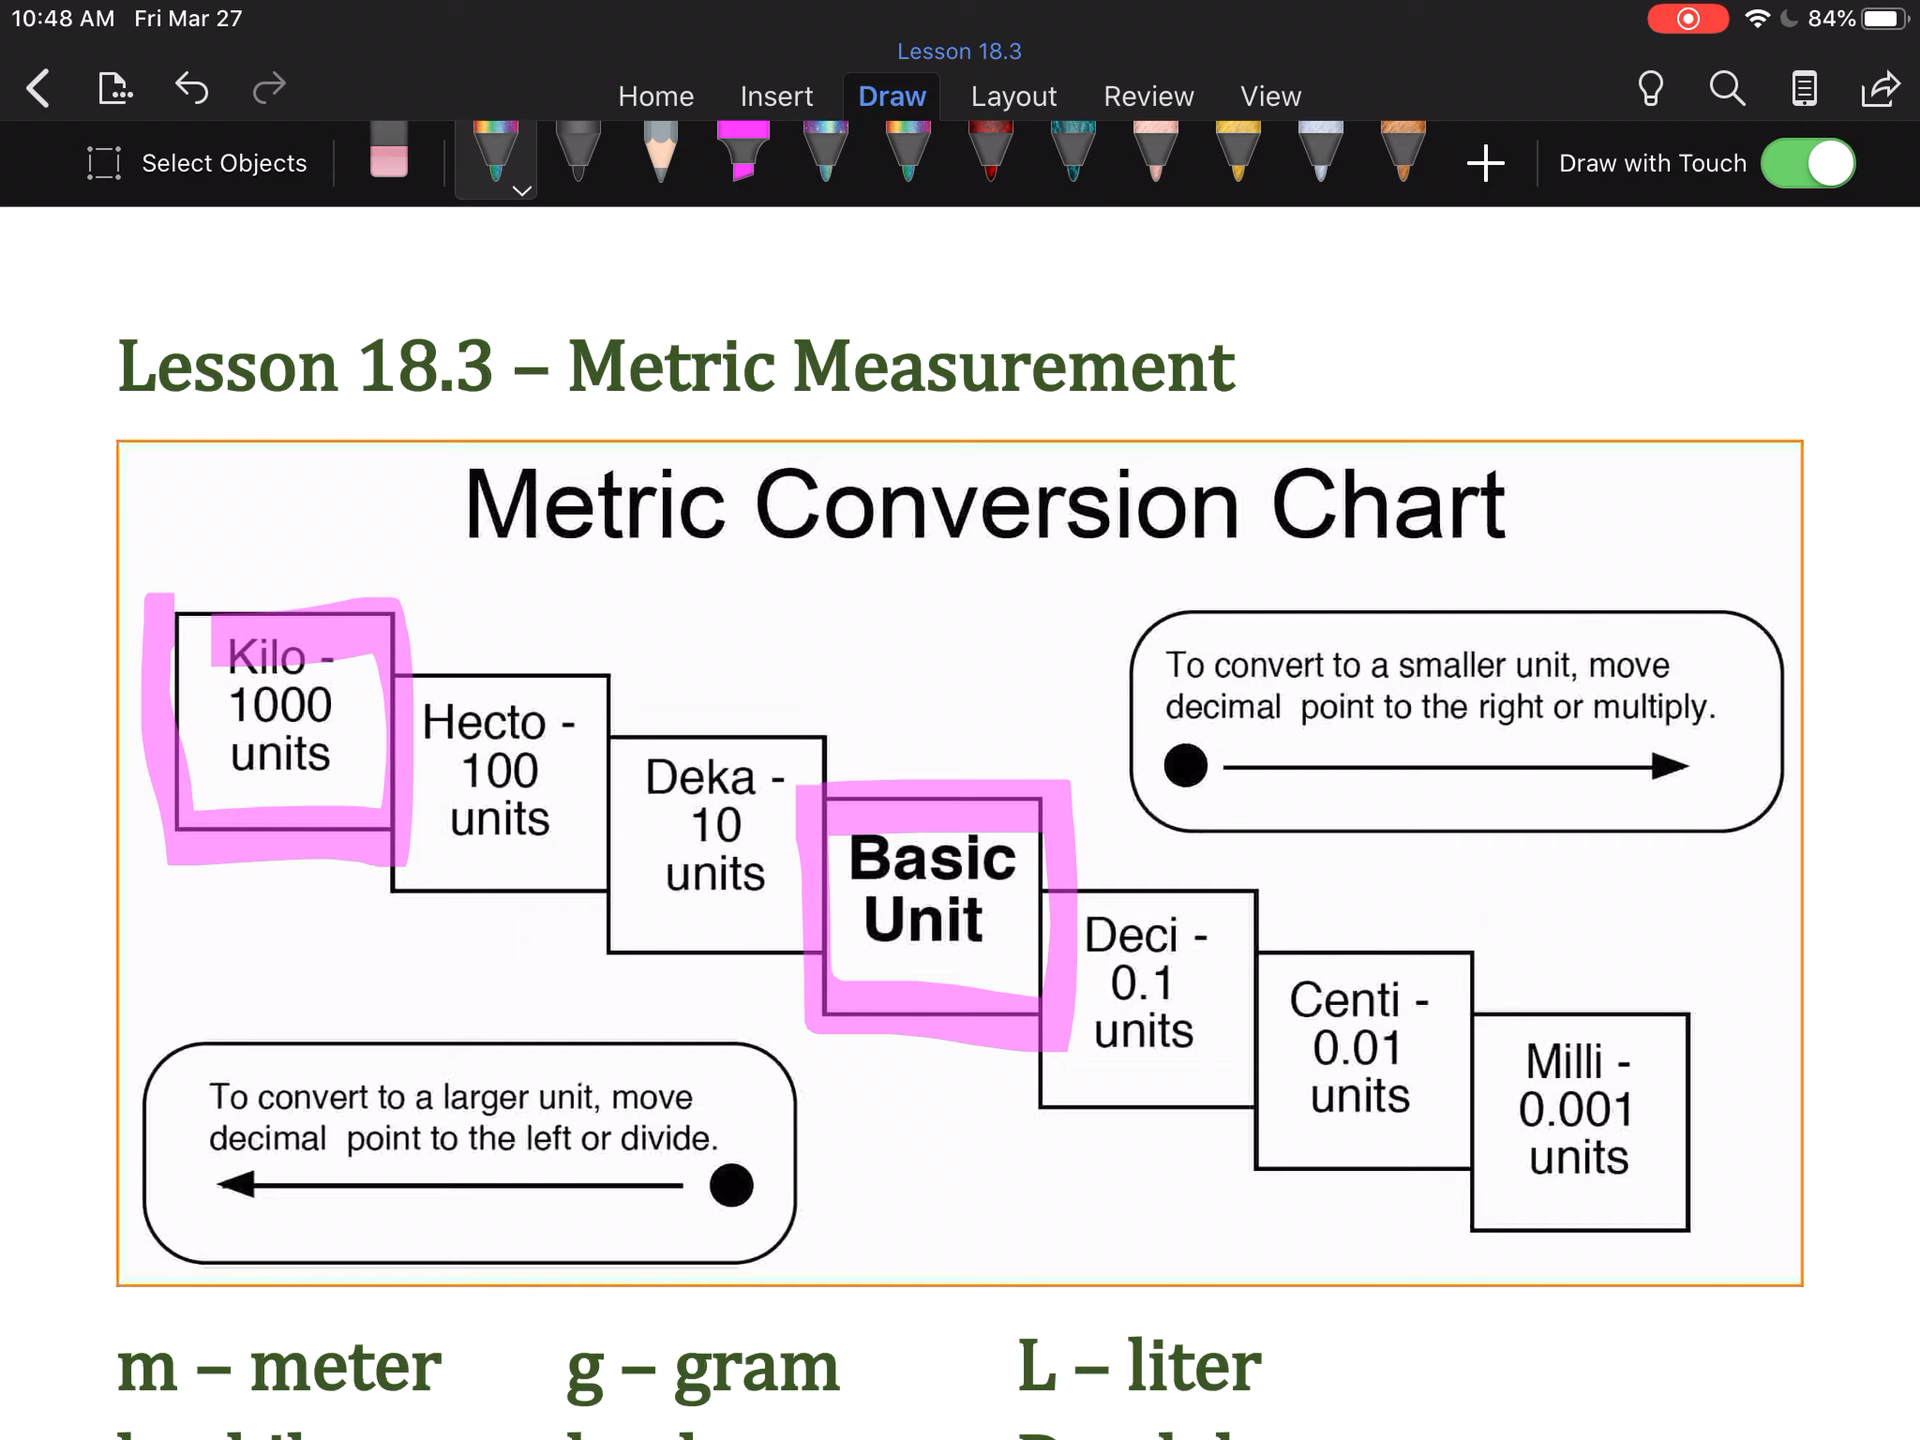 10:48 AM Fri Mar 27
84%
Lesson 18.3
Home Insert Draw Layout Review View
Select Objects
Draw with Touch
Lesson 18.3 – Metric Measurement
Metric Conversion Chart
Kilo -
1000
units
Hecto -
100
units
Deka -
10
units
Basic
Unit
Deci -
0.1
units
Centi -
0.01
units
Milli -
0.001
units
To convert to a smaller unit, move
decimal point to the right or multiply.
To convert to a larger unit, move
decimal point to the left or divide.
m – meter g – gram L – liter